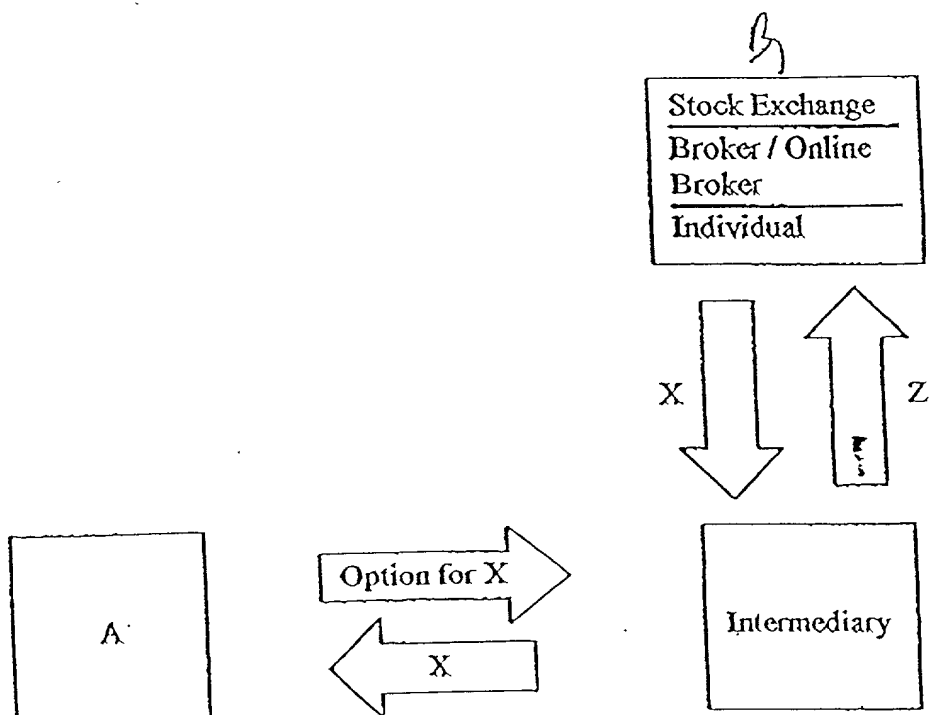 Stock Exchange
Broker / Online
Broker
Individual
X
Z
Option for X
A
X
Intermediary